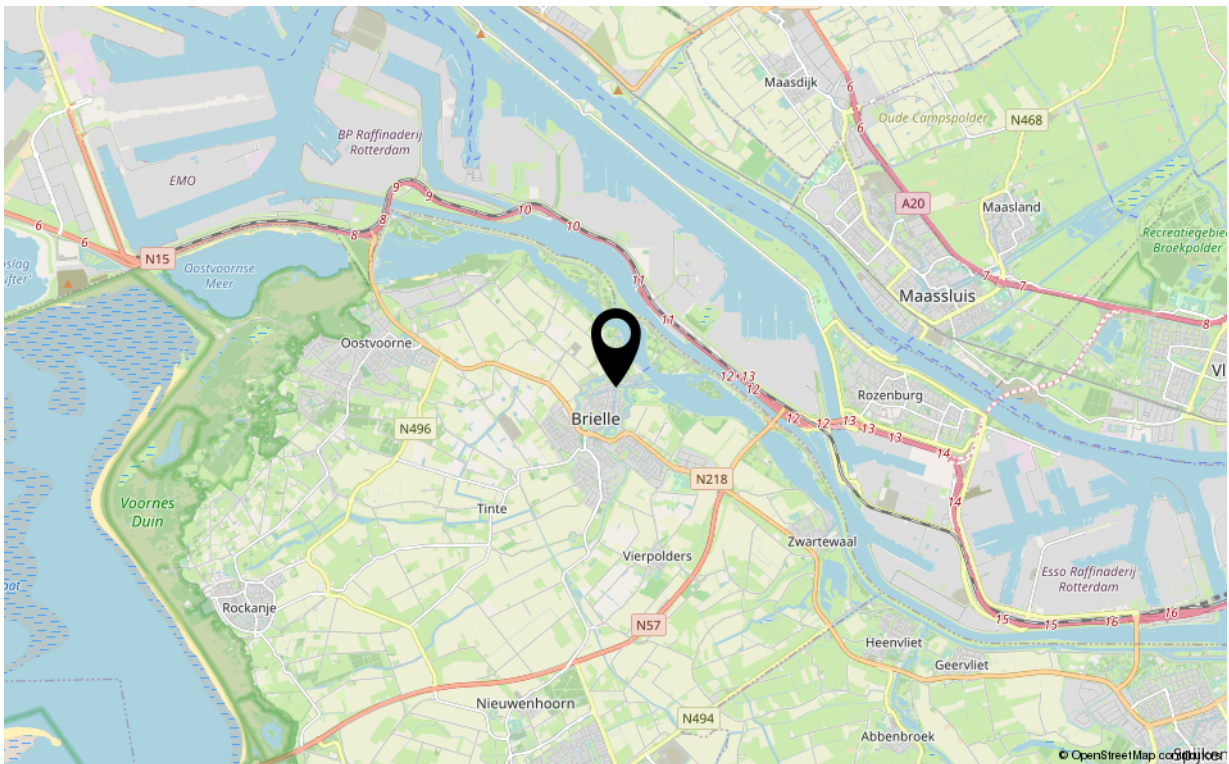 Maasdijk
6
6
BP Raffinaderij
Rotterdam
Oude Campspolder
N468
EMO
9
9
10
10
A20
Maasland
6
6
8
8
N15
Recreatiegebied
Broekpolder
Oostvoornse
Meer
11
11
7
7
Maassluis
8
Oostvoorne
12+13
12
Rozenburg
12
12
13
13
14
Brielle
N496
N218
14
Voornes
Duin
Tinte
Zwartewaal
Vierpolders
Esso Raffinaderij
Rotterdam
Rockanje
15
15
16
16
N57
Heenvliet
Geervliet
Nieuwenhoorn
N494
Abbenbroek
© OpenStreetMap contributors